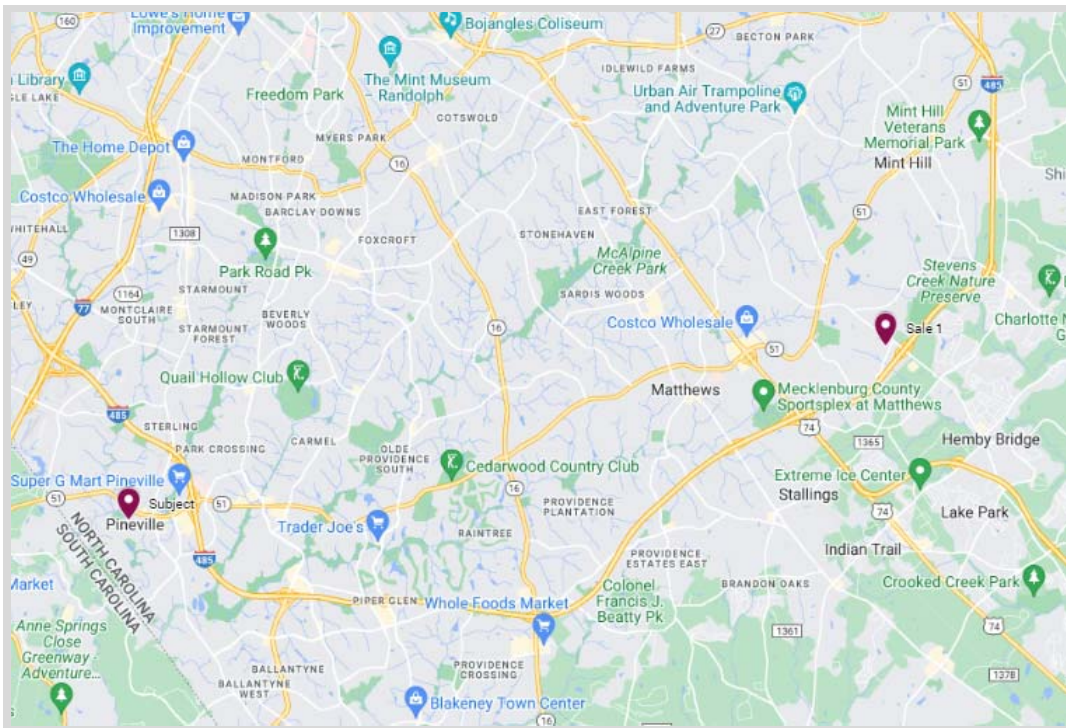 160
Lowe's Home
Improvement
Bojangles Coliseum
27
BECTON PARK
Library
GLE LAKE
The Mint Museum
– Randolph
IDLEWILD FARMS
Urban Air Trampoline
and Adventure Park
51
485
Freedom Park
COTSWOLD
Mint Hill
Veterans
Memorial Park
MYERS PARK
The Home Depot
MONTFORD
16
Mint Hill
Shi
Costco Wholesale
MADISON PARK
BARCLAY DOWNS
EAST FOREST
51
WHITEHALL
1308
FOXCROFT
STONEHAVEN
49
Park Road Pk
McAlpine
Creek Park
Stevens
Creek Nature
Preserve
LEY
1164
STARMOUNT
SARDIS WOODS
77
MONTCLAIRE
SOUTH
BEVERLY
WOODS
16
Costco Wholesale
Sale 1
Charlotte N
G
STARMOUNT
FOREST
51
Quail Hollow Club
Matthews
Mecklenburg County
Sportsplex at Matthews
485
STERLING
74
PARK CROSSING
CARMEL
OLDE
PROVIDENCE
SOUTH
1365
Hemby Bridge
Super G Mart Pineville
Cedarwood Country Club
Extreme Ice Center
51
Subject
51
16
PROVIDENCE
PLANTATION
Stallings
74
Lake Park
Pineville
Trader Joe's
RAINTREE
NORTH CAROLINA
SOUTH CAROLINA
485
PROVIDENCE
ESTATES EAST
Indian Trail
Market
PIPER GLEN
Whole Foods Market
Colonel
Francis J.
Beatty Pk
BRANDON OAKS
Crooked Creek Park
Anne Springs
Close
Greenway -
Adventure...
1361
74
BALLANTYNE
BALLANTYNE
WEST
PROVIDENCE
CROSSING
1378
Blakeney Town Center
16